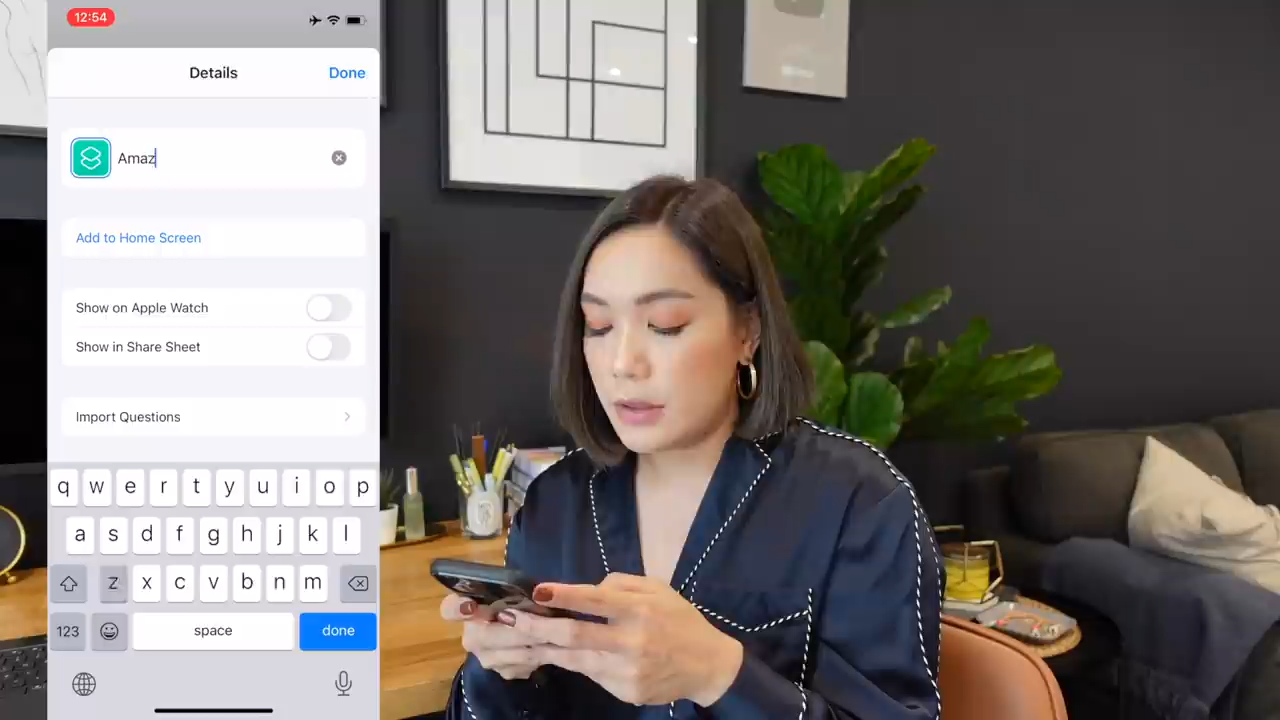 12:54
Details
Done
Amaz
Add to Home Screen
Show on Apple Watch
Show in Share Sheet
Import Questions
q w e r t y u i o p
a s d f g h j k l
z x c v b n m
123 space done